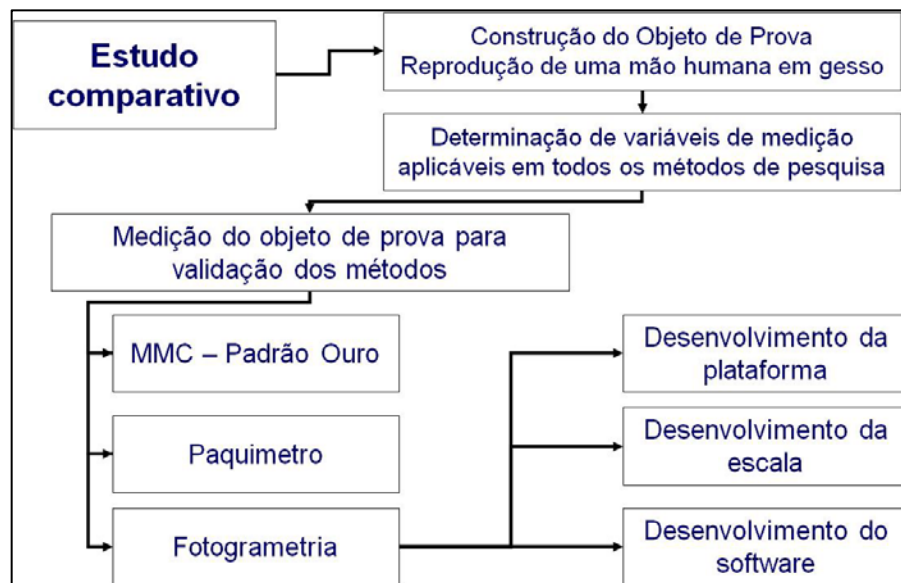 Estudo
comparativo
Construção do Objeto de Prova
Reprodução de uma mão humana em gesso
Determinação de variáveis de medição
aplicáveis em todos os métodos de pesquisa
Medição do objeto de prova para
validação dos métodos
MMC – Padrão Ouro
Paquimetro
Fotogrametria
Desenvolvimento da
plataforma
Desenvolvimento da
escala
Desenvolvimento do
software